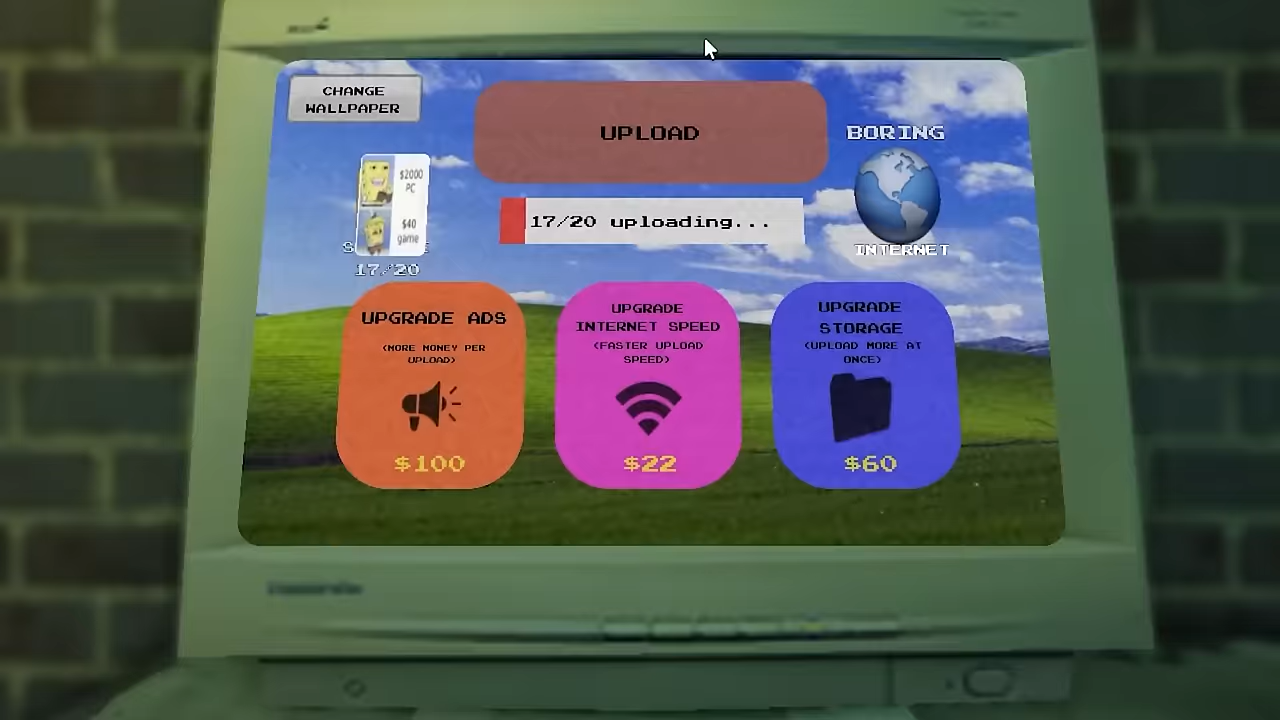 CHANGE
WALLPAPER
UPLOAD
BORING
$2000
PC
$40
game
17/20 uploading...
INTERNET
17/20
UPGRADE ADS
(MORE MONEY PER
UPLOAD)
$100
UPGRADE
INTERNET SPEED
(FASTER UPLOAD
SPEED)
$22
UPGRADE
STORAGE
(UPLOAD MORE AT
ONCE)
$60